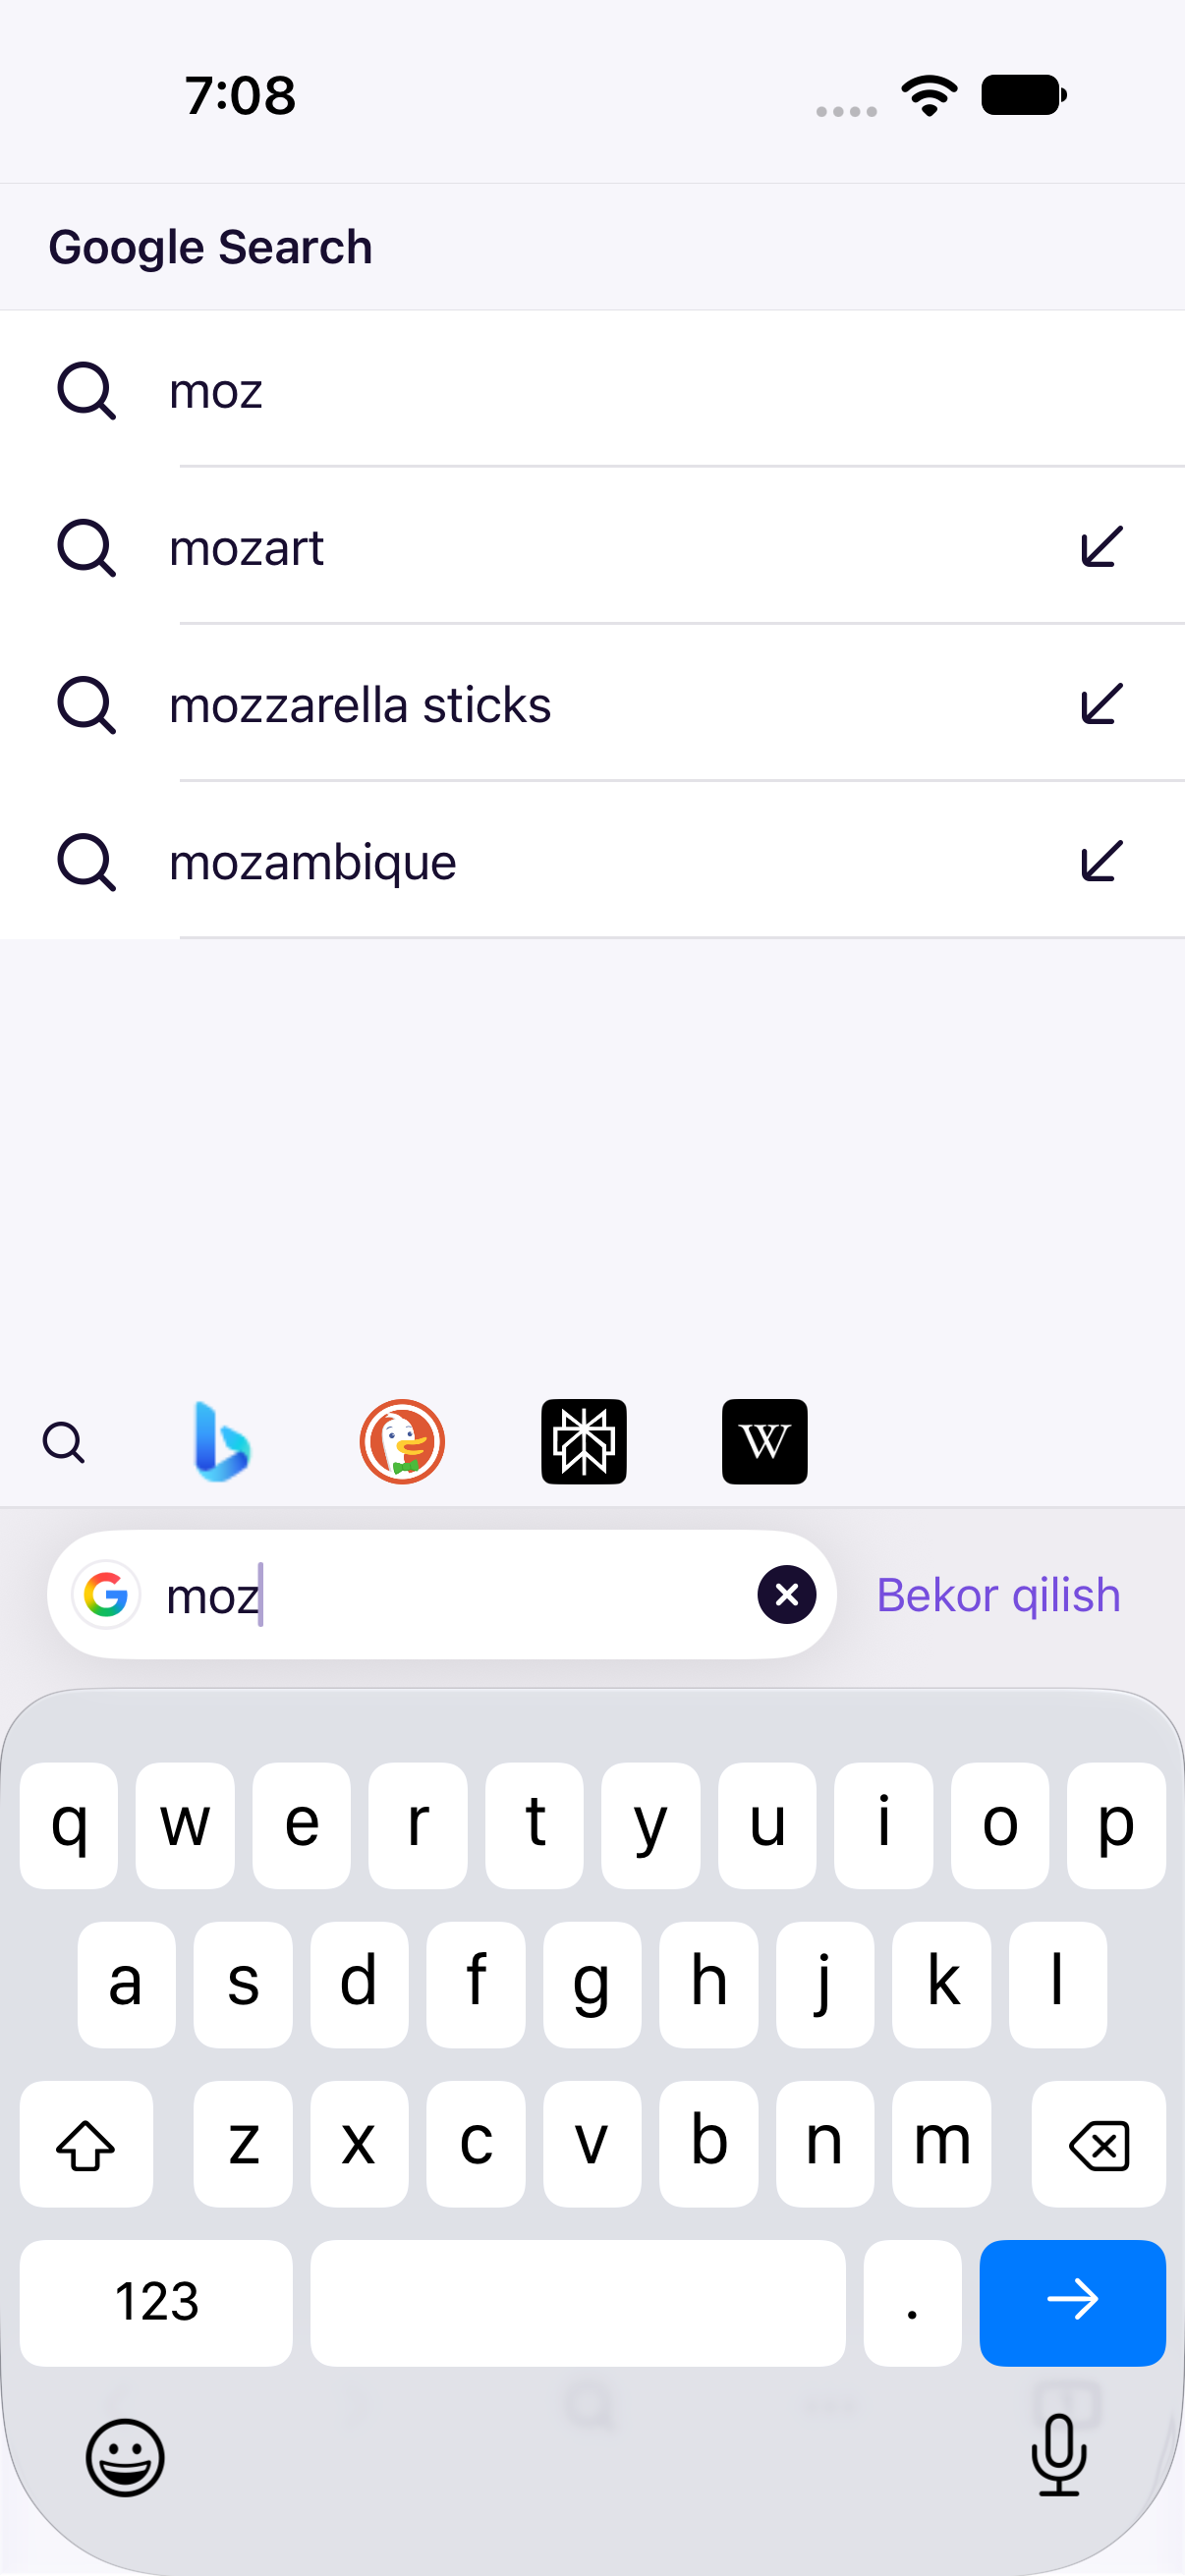 7:08
Google Search
moz
mozart
mozzarella sticks
mozambique
W
moz
Bekor qilish
q w e r t y u i o p
a s d f g h j k l
z x c v b n m
123 .